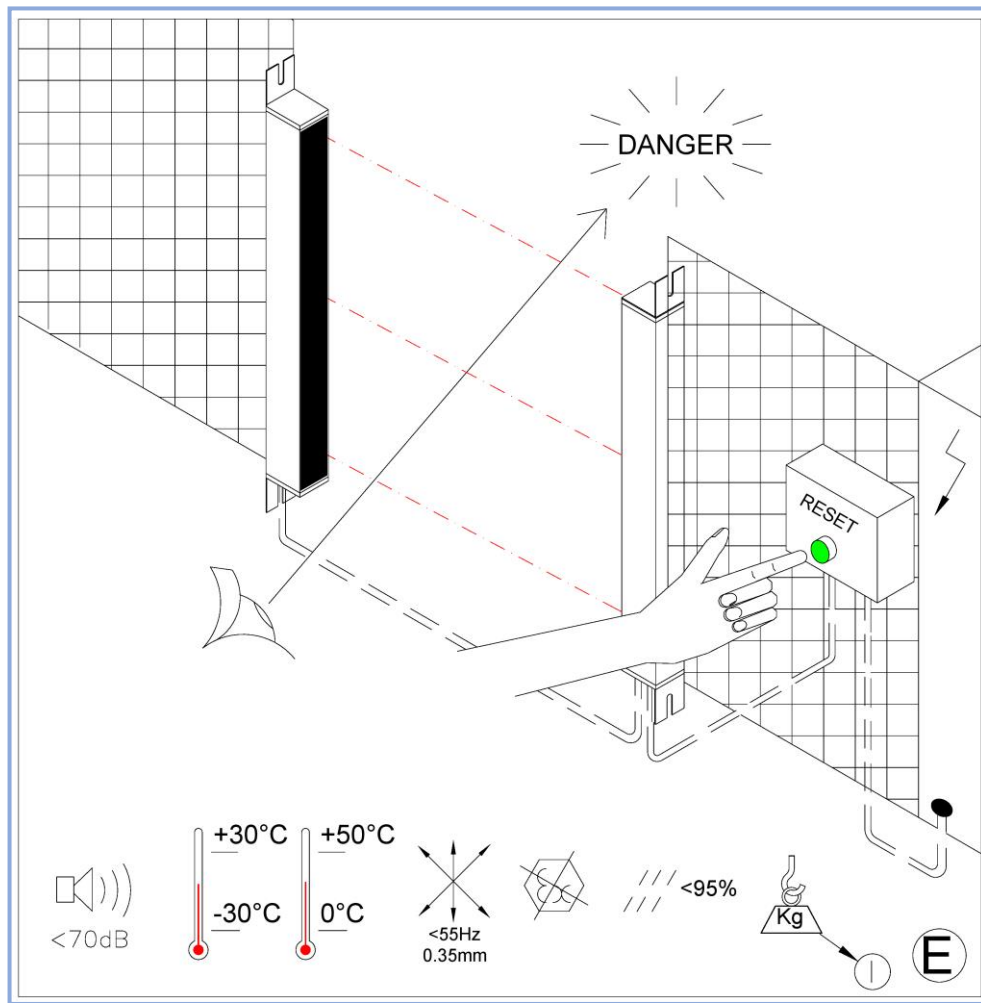 DANGER
RESET
+30°C
+50°C
-30°C
0°C
<70dB
<55Hz
0.35mm
<95%
Kg
I
E